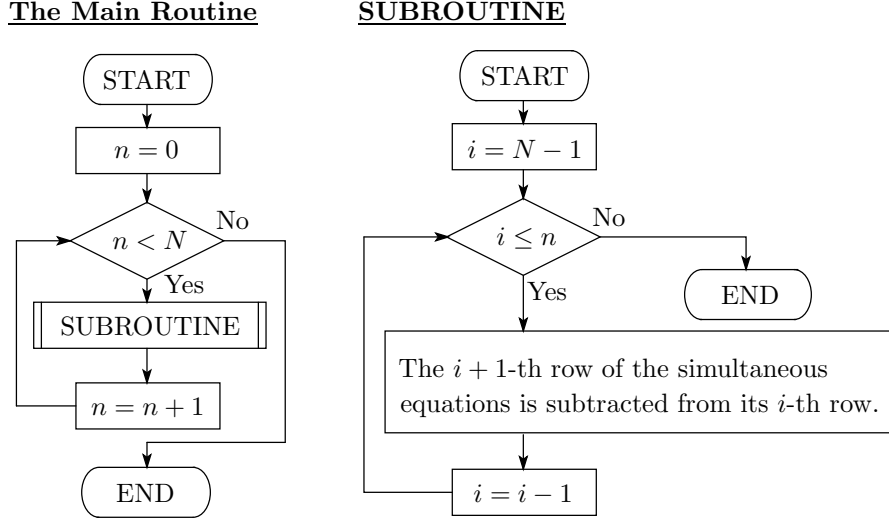 The Main Routine
START
n = 0
n < N
No
Yes
SUBROUTINE
n = n + 1
END
SUBROUTINE
START
i = N − 1
i ≤ n
No
END
Yes
The i + 1-th row of the simultaneous
equations is subtracted from its i-th row.
i = i − 1